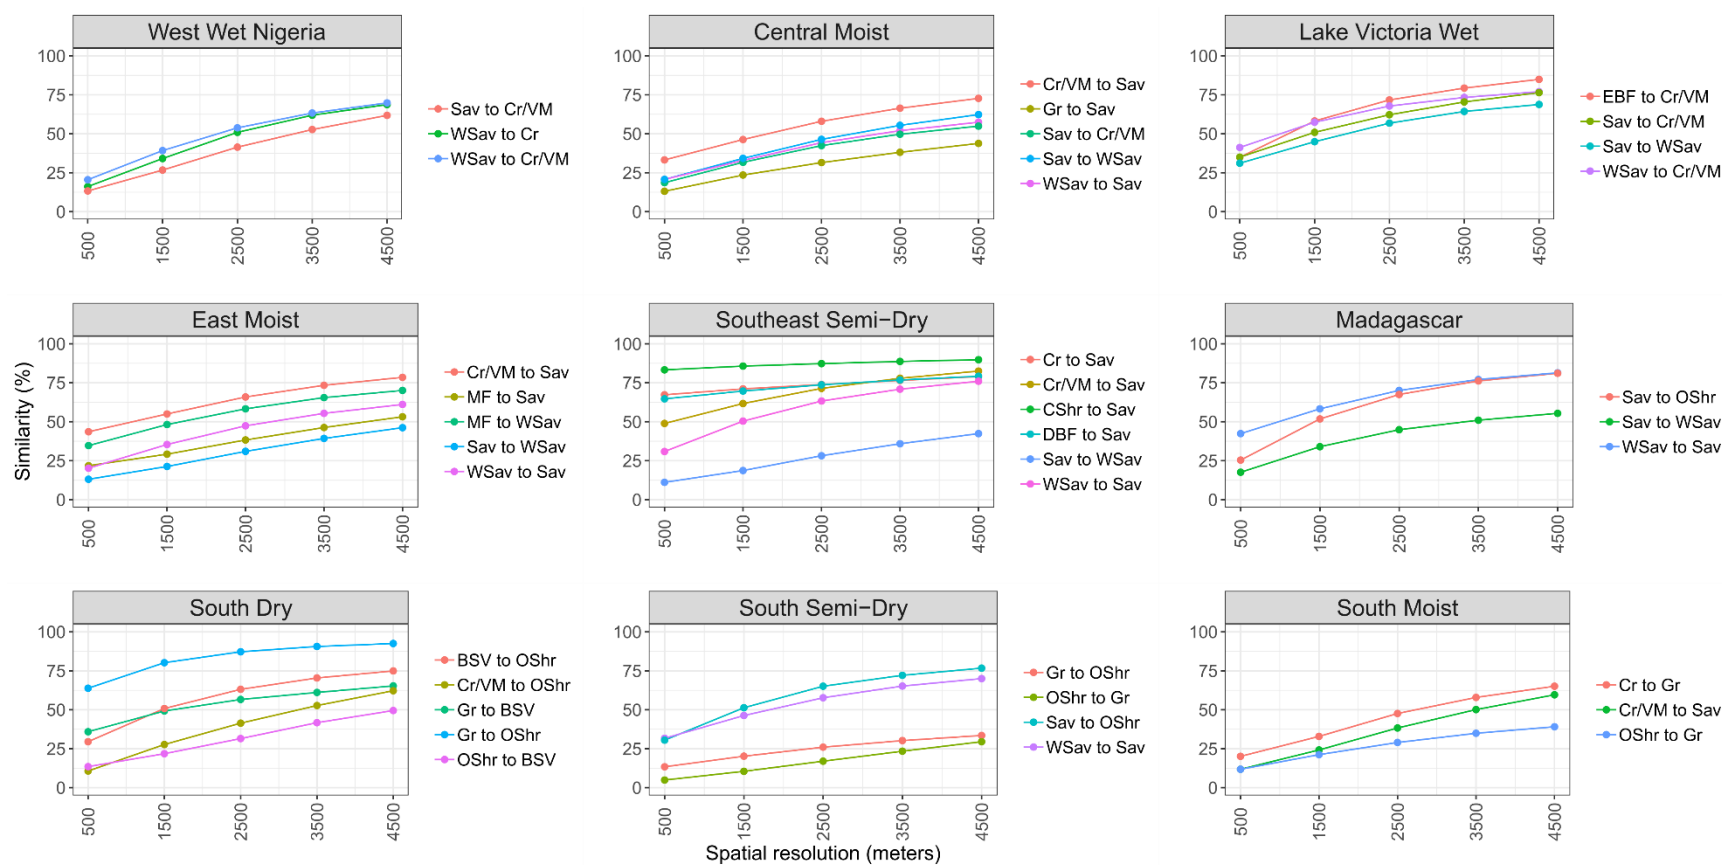 West Wet Nigeria
100
75
50
25
0
500
1500
2500
3500
4500
Sav to Cr/VM
WSav to Cr
WSav to Cr/VM
Central Moist
100
75
50
25
0
500
1500
2500
3500
4500
Cr/VM to Sav
Gr to Sav
Sav to Cr/VM
Sav to WSav
WSav to Sav
Lake Victoria Wet
100
75
50
25
0
500
1500
2500
3500
4500
EBF to Cr/VM
Sav to Cr/VM
Sav to WSav
WSav to Cr/VM
Similarity (%)
East Moist
100
75
50
25
0
500
1500
2500
3500
4500
Cr/VM to Sav
MF to Sav
MF to WSav
Sav to WSav
WSav to Sav
Southeast Semi−Dry
100
75
50
25
0
500
1500
2500
3500
4500
Cr to Sav
Cr/VM to Sav
CShr to Sav
DBF to Sav
Sav to WSav
WSav to Sav
Madagascar
100
75
50
25
0
500
1500
2500
3500
4500
Sav to OShr
Sav to WSav
WSav to Sav
South Dry
100
75
50
25
0
500
1500
2500
3500
4500
BSV to OShr
Cr/VM to OShr
Gr to BSV
Gr to OShr
OShr to BSV
South Semi−Dry
100
75
50
25
0
500
1500
2500
3500
4500
Gr to OShr
OShr to Gr
Sav to OShr
WSav to Sav
South Moist
100
75
50
25
0
500
1500
2500
3500
4500
Cr to Gr
Cr/VM to Sav
OShr to Gr
Spatial resolution (meters)